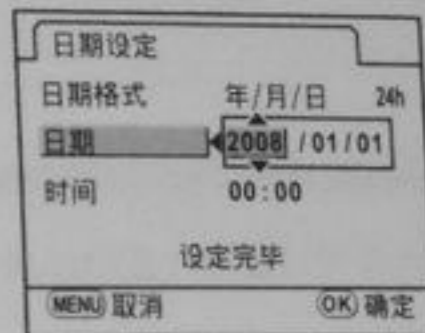 日期设定
日期格式 年/月/日 24h
日期 2008 /01/01
时间 00:00
设定完毕
MENU 取消 OK 确定